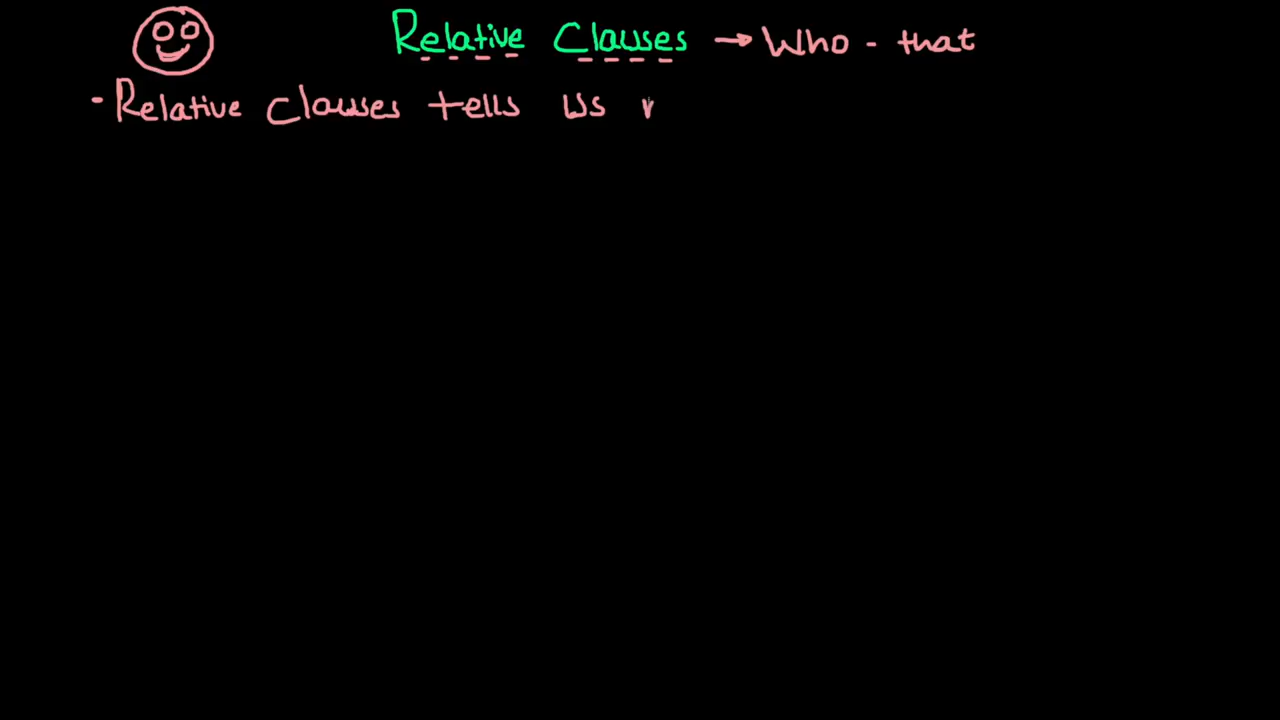 Relative Clauses → Who - that
- Relative Clauses tells us